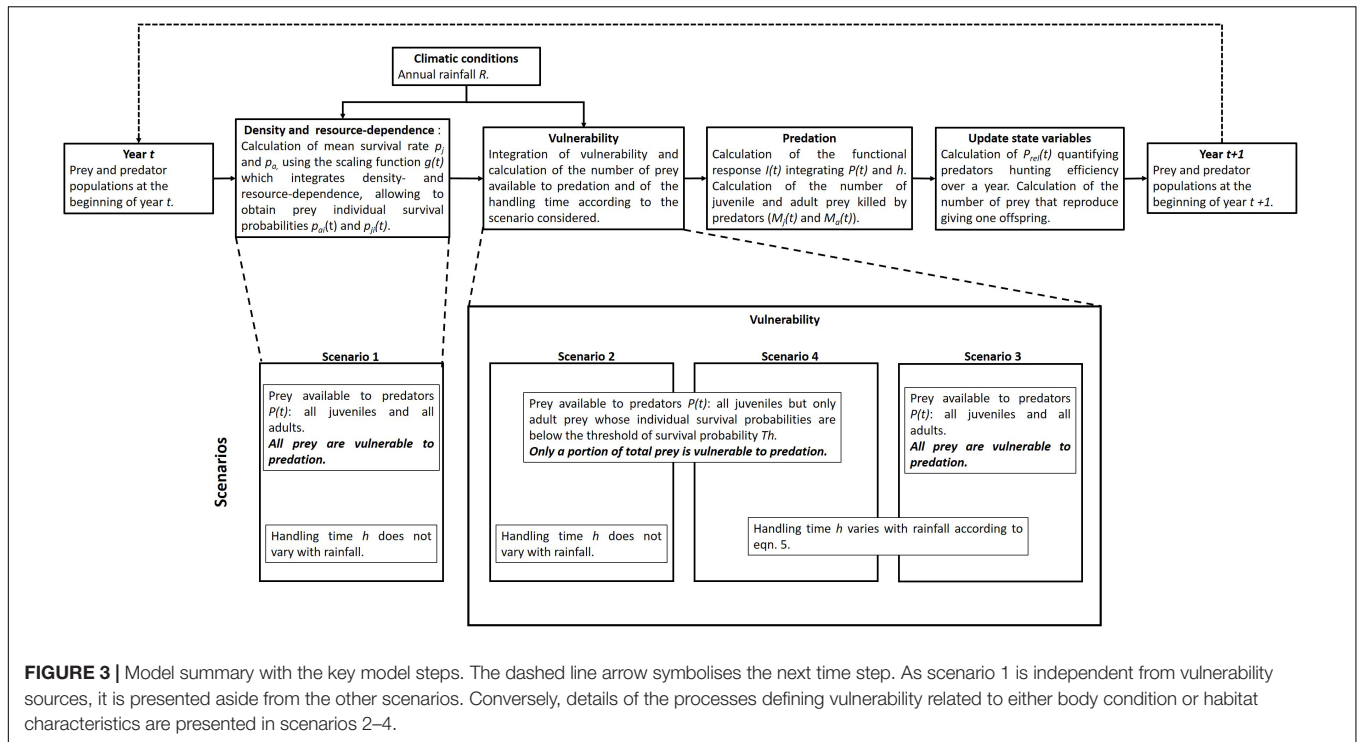 Climatic conditions
Annual rainfall R.
Year t
Prey and predator
populations at the
beginning of year t.
Density and resource-dependence :
Calculation of mean survival rate pj
and pa, using the scaling function g(t)
which integrates density- and
resource-dependence, allowing to
obtain prey individual survival
probabilities pai(t) and pji(t).
Vulnerability
Integration of vulnerability and
calculation of the number of prey
available to predation and of the
handling time according to the
scenario considered.
Predation
Calculation of the functional
response I(t) integrating P(t) and h.
Calculation of the number of
juvenile and adult prey killed by
predators (Mj(t) and Ma(t)).
Update state variables
Calculation of Prei(t) quantifying
predators hunting efficiency
over a year. Calculation of the
number of prey that reproduce
giving one offspring.
Year t+1
Prey and predator
populations at the
beginning of year t +1.
Vulnerability
Scenarios
Scenario 1
Prey available to predators
P(t): all juveniles and all
adults.
All prey are vulnerable to
predation.
Handling time h does not
vary with rainfall.
Scenario 2
Scenario 4
Prey available to predators P(t): all juveniles but only
adult prey whose individual survival probabilities are
below the threshold of survival probability Th.
Only a portion of total prey is vulnerable to predation.
Handling time h does not
vary with rainfall.
Scenario 3
Prey available to predators
P(t): all juveniles and all
adults.
All prey are vulnerable to
predation.
Handling time h varies with rainfall according to
eqn. 5.
FIGURE 3 | Model summary with the key model steps. The dashed line arrow symbolises the next time step. As scenario 1 is independent from vulnerability
sources, it is presented aside from the other scenarios. Conversely, details of the processes defining vulnerability related to either body condition or habitat
characteristics are presented in scenarios 2–4.